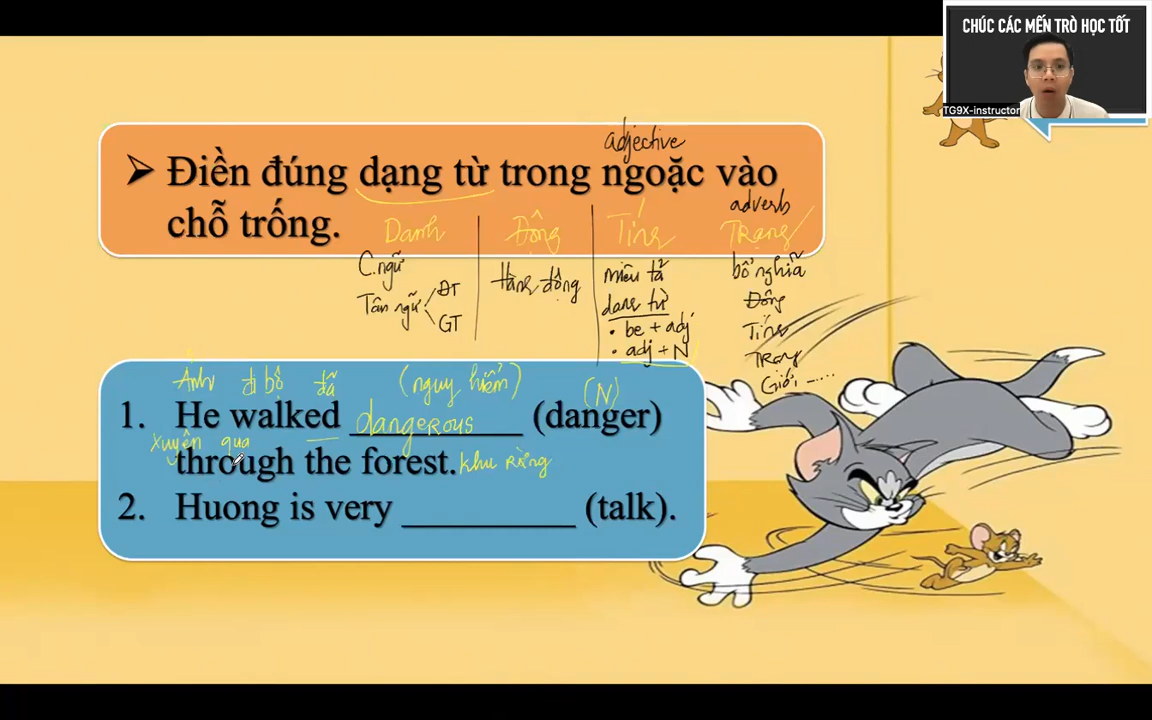 CHÚC CÁC MẾN TRÒ HỌC TỐT
TG9X-instructor
adjective
➢ Điền đúng dạng từ trong ngoặc vào
chỗ trống.
adverb
Danh Động Tính Trạng
C.ngữ Hành động miêu tả bổ nghĩa
Tân ngữ ĐT danh từ Động
GT • be + adj Tính
• adj + N Trạng
Giới .....
Anh đi bộ đã (nguy hiểm) (N)
1. He walked dangerous (danger)
xuyên qua
through the forest. khu rừng
2. Huong is very __________ (talk).